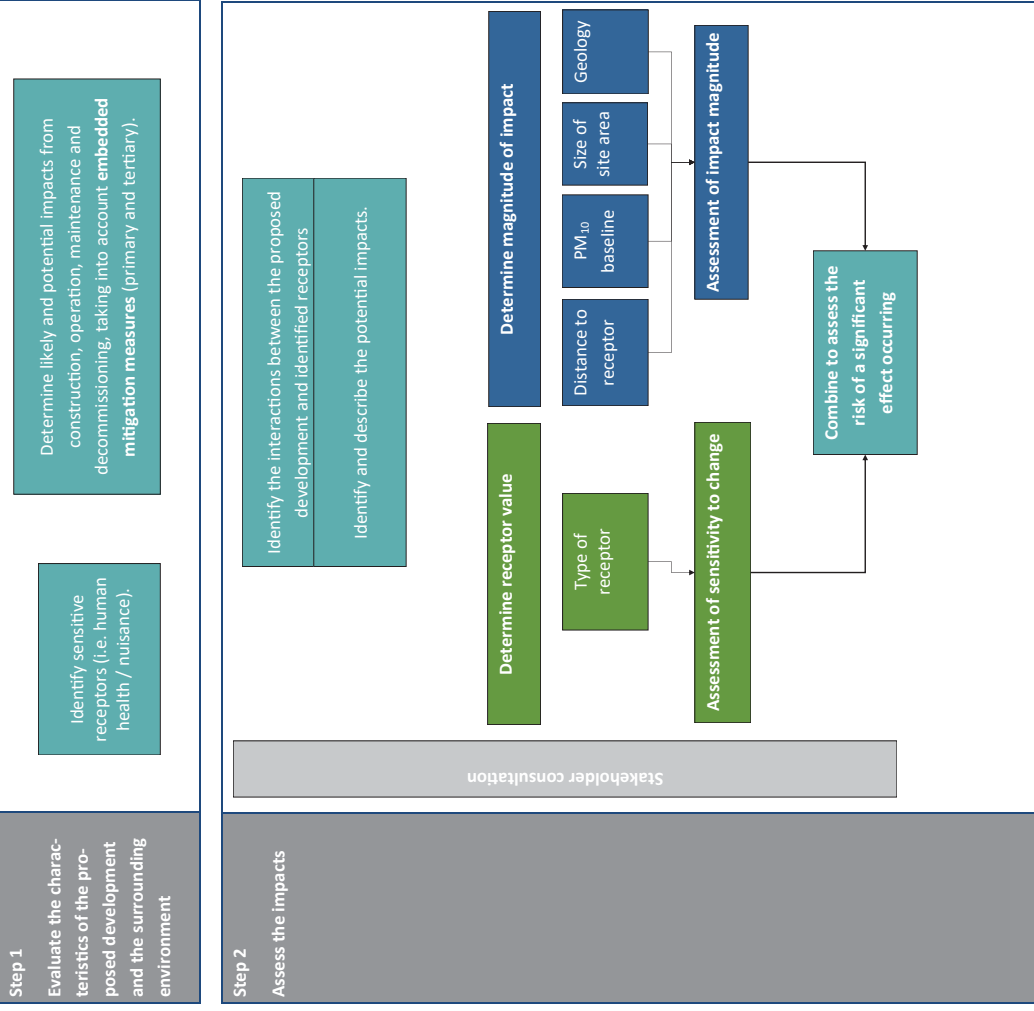 Step 1
Evaluate the charac-
teristics of the pro-
posed development
and the surrounding
environment
Identify sensitive
receptors (i.e. human
health / nuisance).
Determine likely and potential impacts from
construction, operation, maintenance and
decommissioning, taking into account embedded
mitigation measures (primary and tertiary).
Step 2
Assess the impacts
Stakeholder consultation
Identify the interactions between the proposed
development and identified receptors
Identify and describe the potential impacts.
Determine receptor value
Determine magnitude of impact
Type of
receptor
Distance to
receptor
PM₁₀
baseline
Size of
site area
Geology
Assessment of sensitivity to change
Assessment of impact magnitude
Combine to assess the
risk of a significant
effect occurring